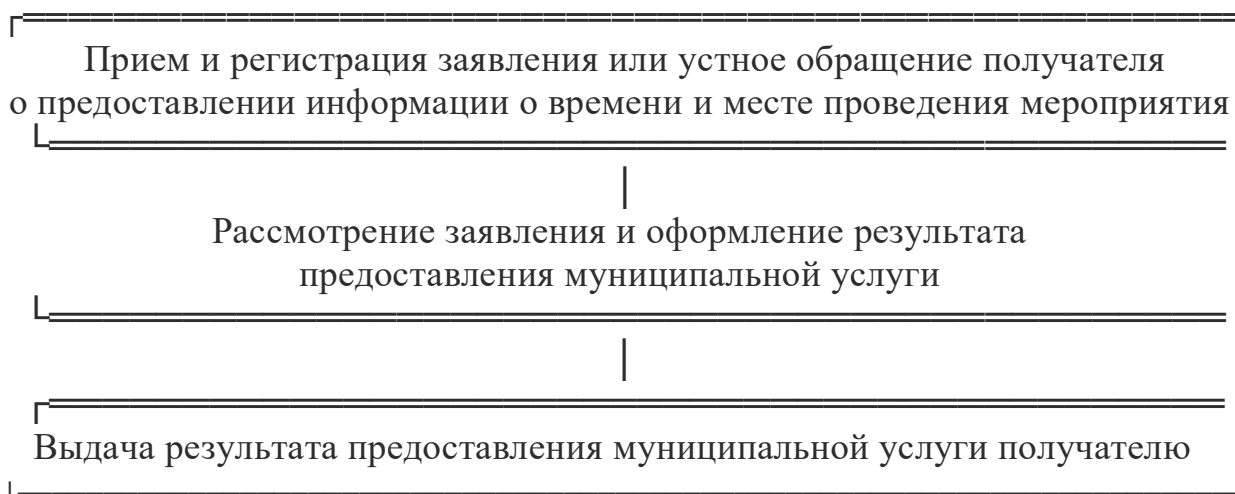 Прием и регистрация заявления или устное обращение получателя
о предоставлении информации о времени и месте проведения мероприятия
Рассмотрение заявления и оформление результата
предоставления муниципальной услуги
Выдача результата предоставления муниципальной услуги получателю